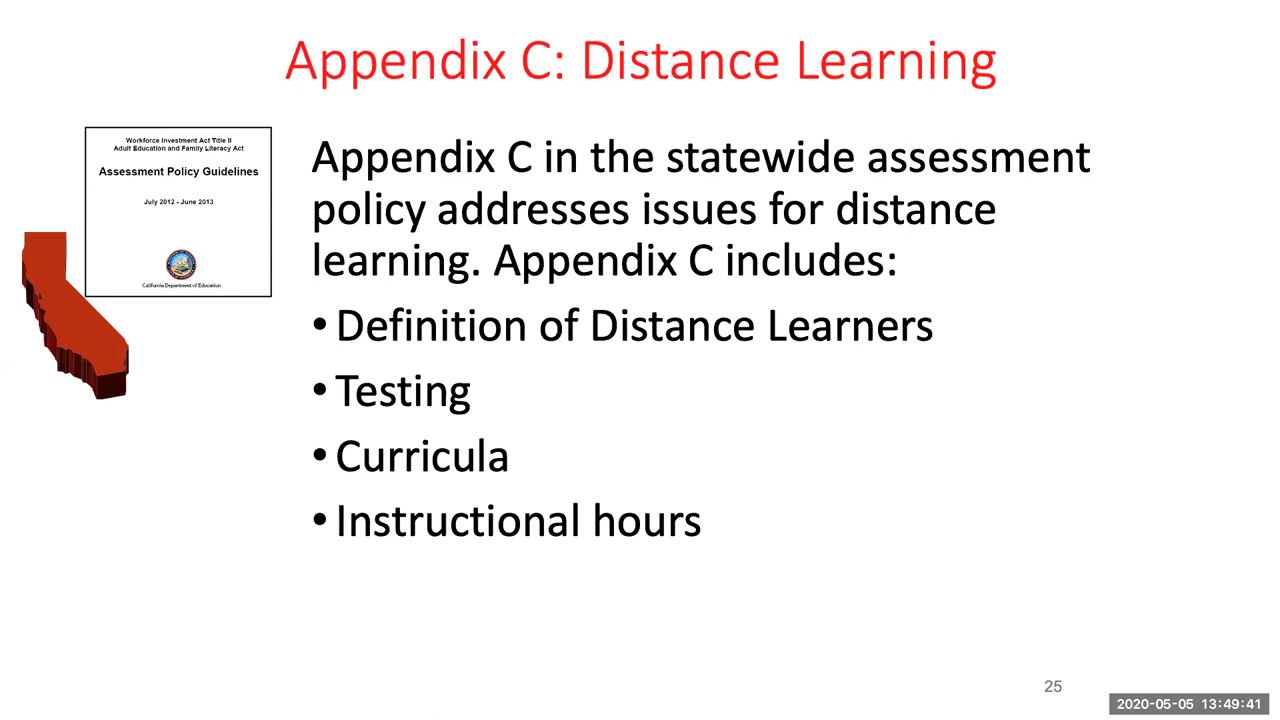 Appendix C: Distance Learning
Workforce Investment Act Title II
Adult Education and Family Literacy Act
Assessment Policy Guidelines
July 2012 - June 2013
California Department of Education
Appendix C in the statewide assessment
policy addresses issues for distance
learning. Appendix C includes:
• Definition of Distance Learners
• Testing
• Curricula
• Instructional hours
25
2020-05-05 13:49:41